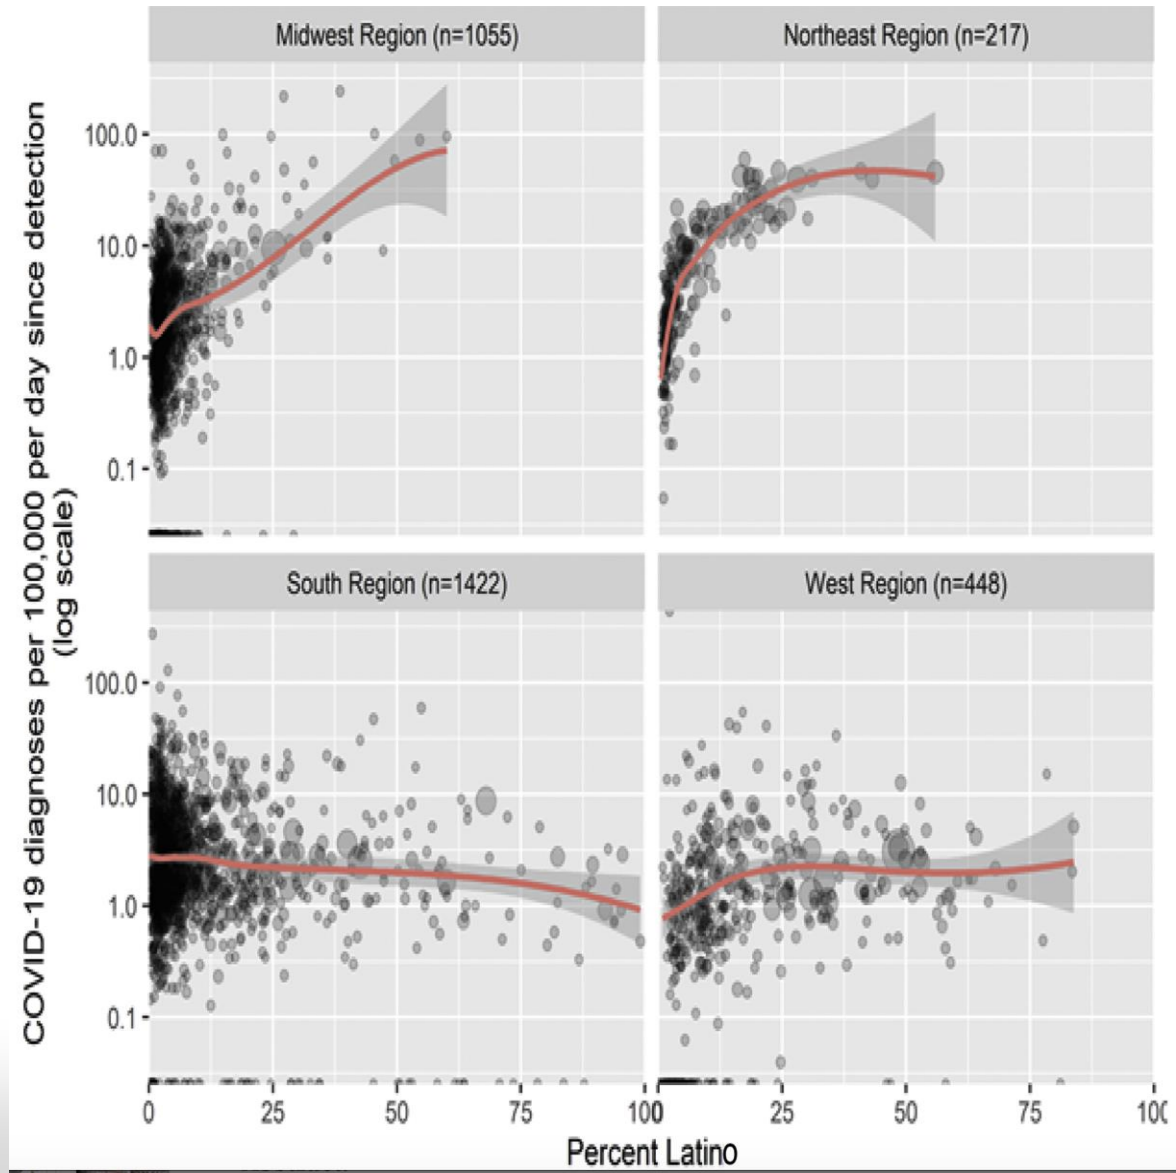 Midwest Region (n=1055)
Northeast Region (n=217)
COVID-19 diagnoses per 100,000 per day since detection
(log scale)
100.0
10.0
1.0
0.1
South Region (n=1422)
West Region (n=448)
100.0
10.0
1.0
0.1
0 25 50 75 100
0 25 50 75 100
Percent Latino